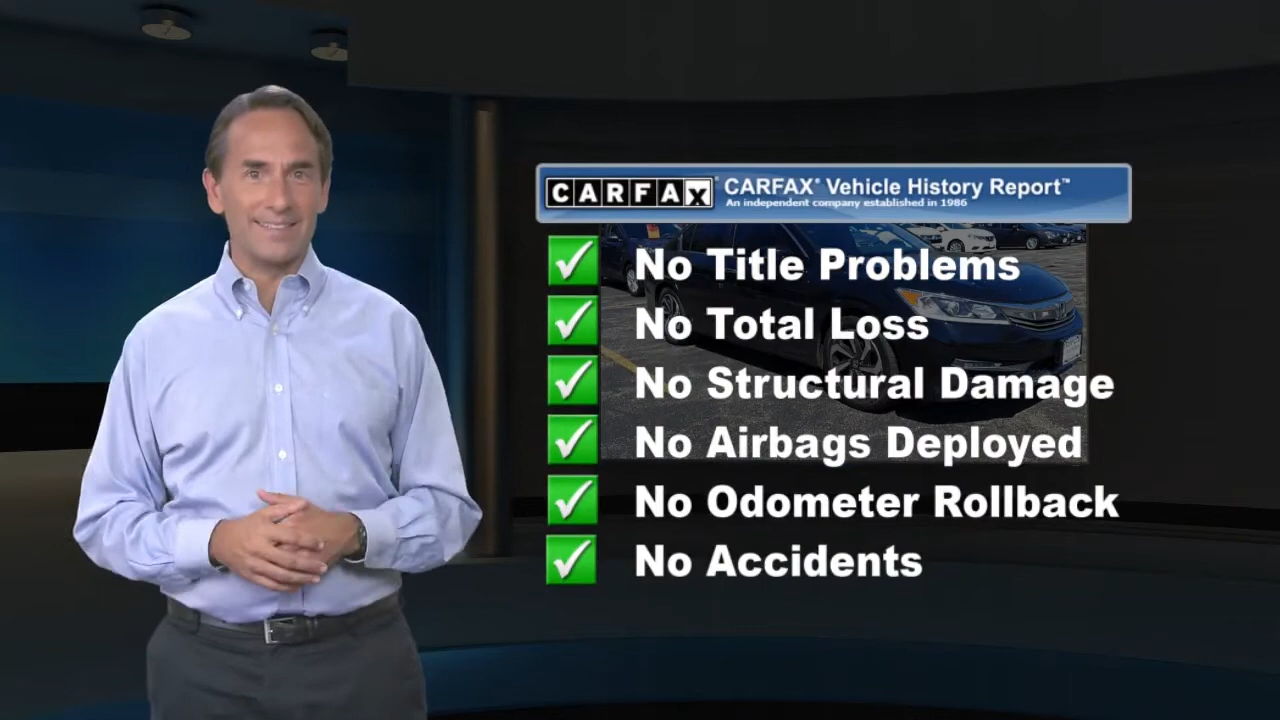 CARFAX® CARFAX® Vehicle History Report™
An independent company established in 1986
No Title Problems
No Total Loss
No Structural Damage
No Airbags Deployed
No Odometer Rollback
No Accidents